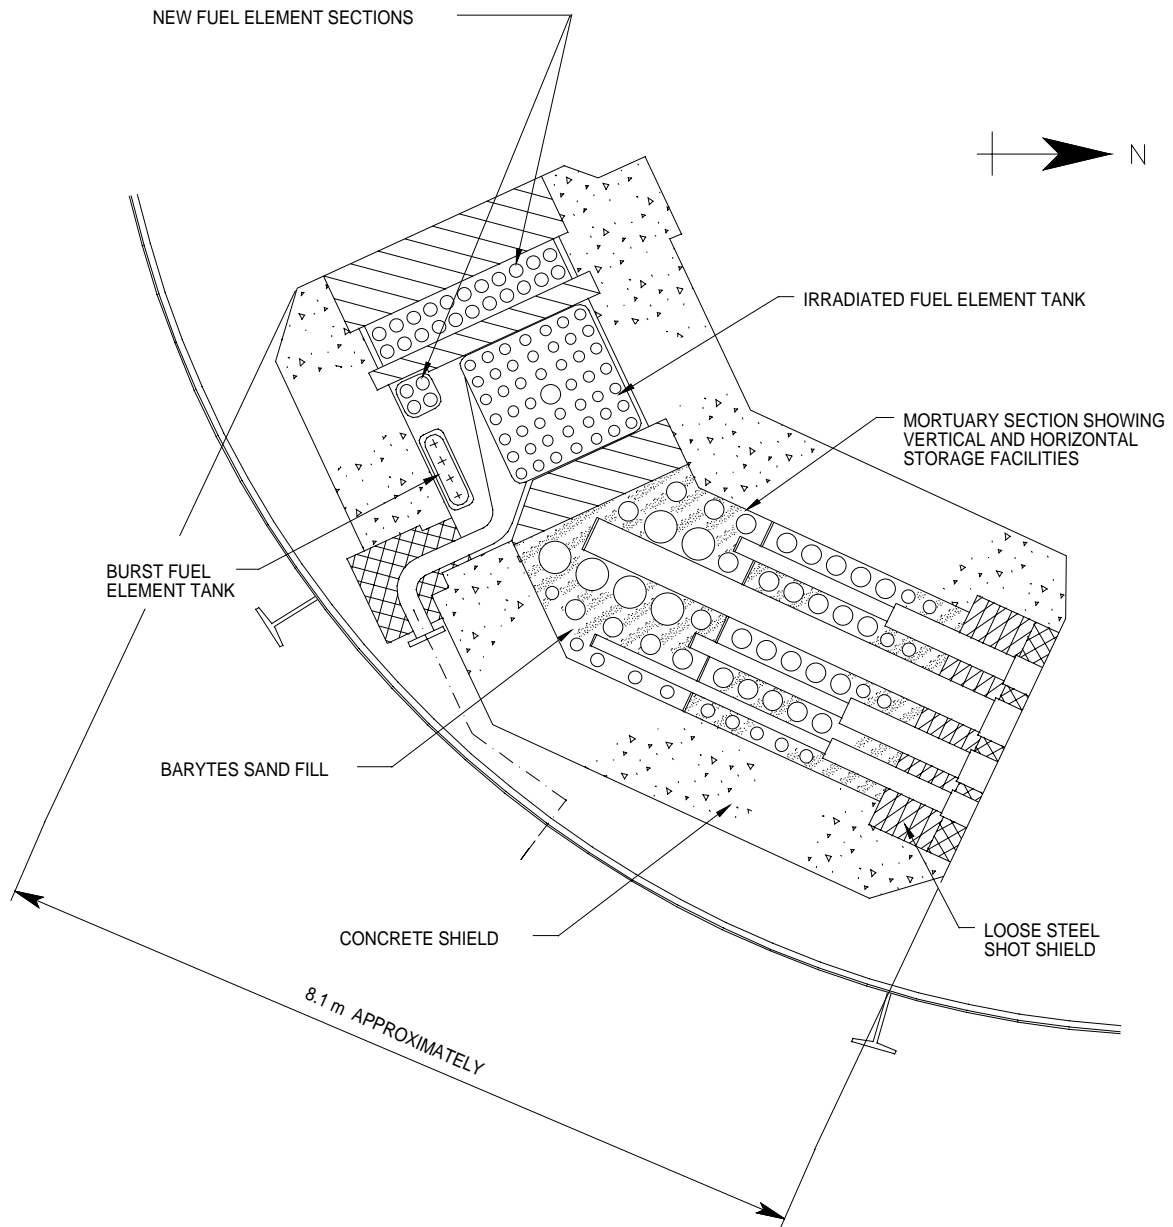 NEW FUEL ELEMENT SECTIONS
N
IRRADIATED FUEL ELEMENT TANK
MORTUARY SECTION SHOWING
VERTICAL AND HORIZONTAL
STORAGE FACILITIES
BURST FUEL
ELEMENT TANK
BARYTES SAND FILL
CONCRETE SHIELD
LOOSE STEEL
SHOT SHIELD
8.1 m APPROXIMATELY